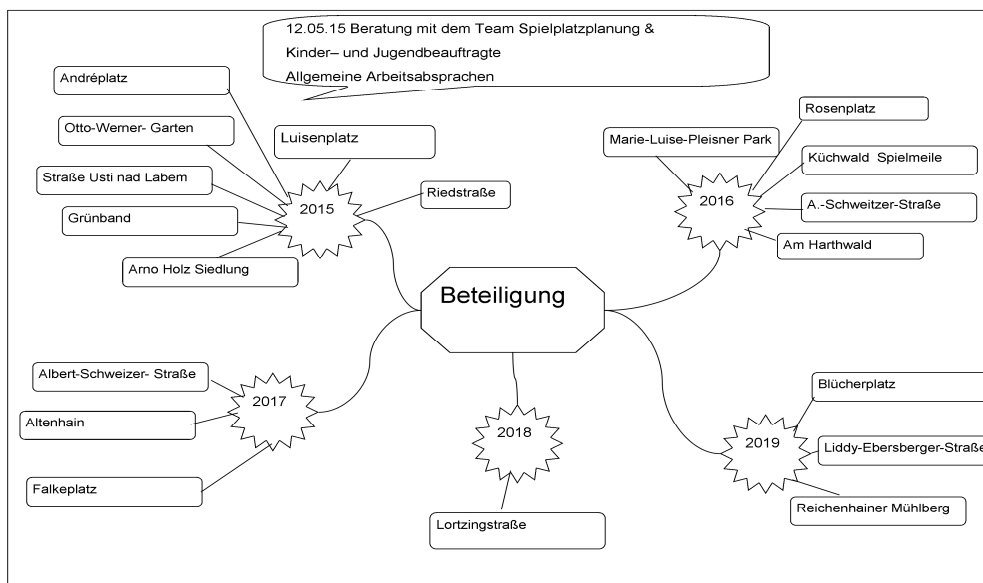 12.05.15 Beratung mit dem Team Spielplatzplanung &
Kinder– und Jugendbeauftragte
Allgemeine Arbeitsabsprachen
Andréplatz
Otto-Werner- Garten
Straße Usti nad Labem
Grünband
Arno Holz Siedlung
Luisenplatz
Riedstraße
2015
Marie-Luise-Pleisner Park
Rosenplatz
Küchwald Spielmeile
A.-Schweitzer-Straße
Am Harthwald
2016
Beteiligung
Albert-Schweizer- Straße
Altenhain
Falkeplatz
2017
2018
Lortzingstraße
2019
Blücherplatz
Liddy-Ebersberger-Straße
Reichenhainer Mühlberg